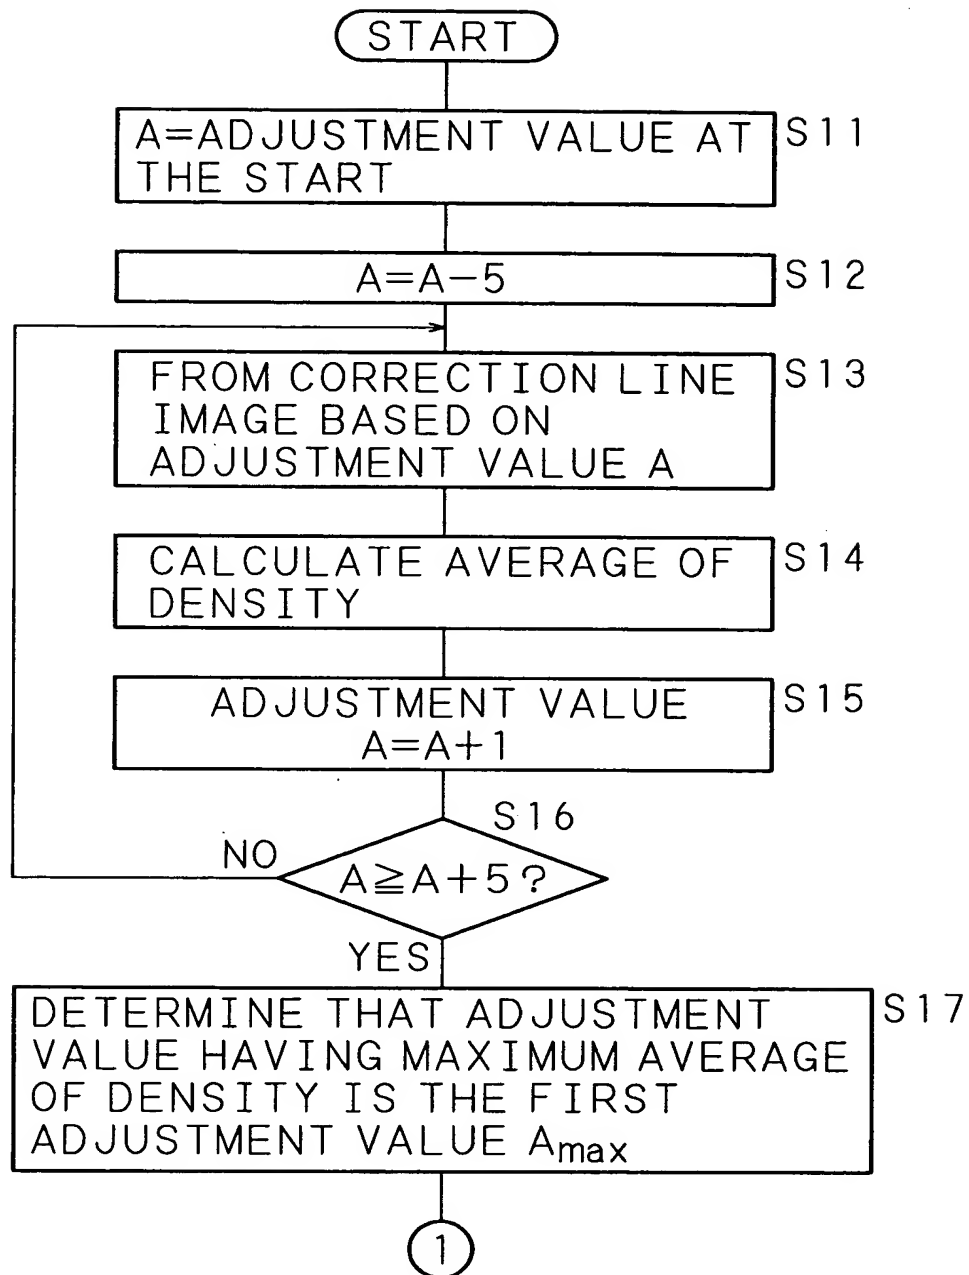 START
A=ADJUSTMENT VALUE AT
THE START
S11
A=A−5
S12
FROM CORRECTION LINE
IMAGE BASED ON
ADJUSTMENT VALUE A
S13
CALCULATE AVERAGE OF
DENSITY
S14
ADJUSTMENT VALUE
A=A+1
S15
S16
NO
A≧A+5?
YES
DETERMINE THAT ADJUSTMENT
VALUE HAVING MAXIMUM AVERAGE
OF DENSITY IS THE FIRST
ADJUSTMENT VALUE Amax
S17
1